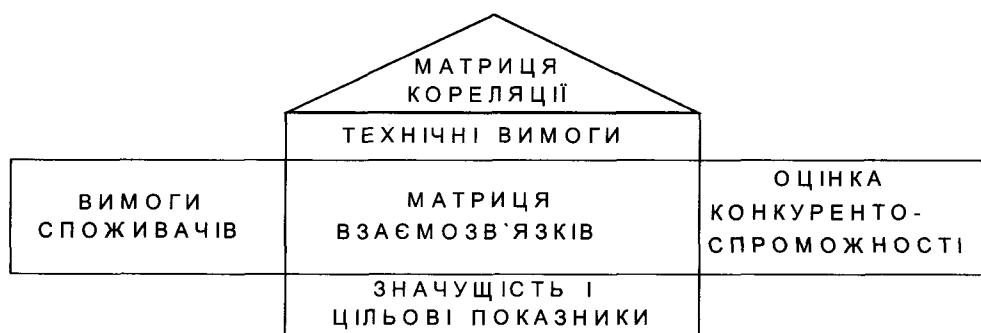 МАТРИЦЯ
КОРЕЛЯЦІЇ
ТЕХНІЧНІ ВИМОГИ
ВИМОГИ
СПОЖИВАЧІВ
МАТРИЦЯ
ВЗАЄМОЗВ`ЯЗКІВ
ОЦІНКА
КОНКУРЕНТО-
СПРОМОЖНОСТІ
ЗНАЧУЩІСТЬ І
ЦІЛЬОВІ ПОКАЗНИКИ